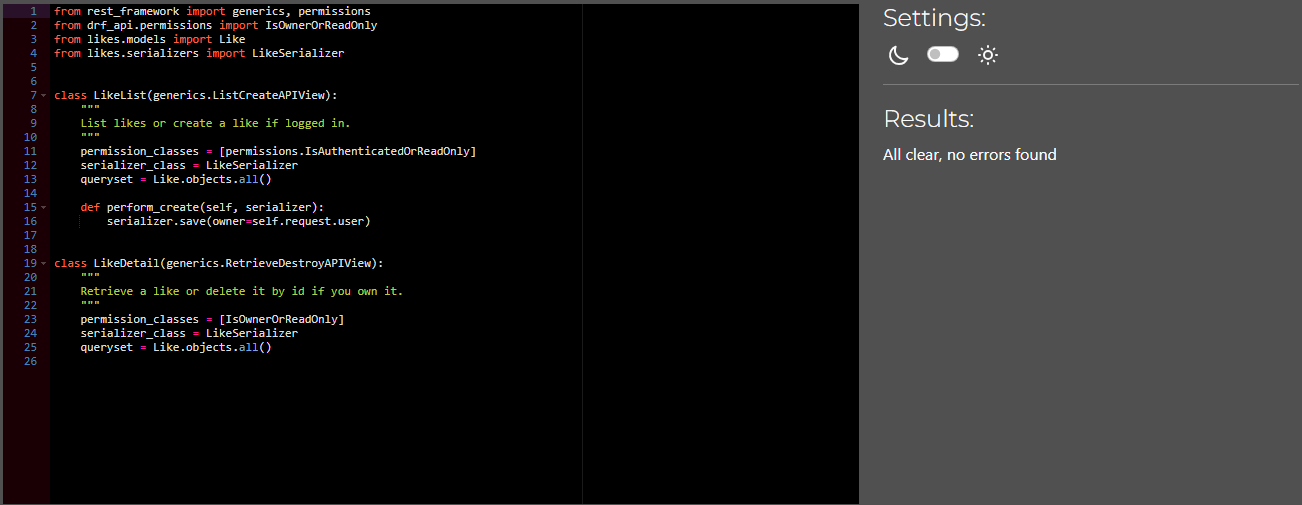 1 from rest_framework import generics, permissions
2 from drf_api.permissions import IsOwnerOrReadOnly
3 from likes.models import Like
4 from likes.serializers import LikeSerializer
5
6
7 class LikeList(generics.ListCreateAPIView):
8     """
9     List likes or create a like if logged in.
10     """
11     permission_classes = [permissions.IsAuthenticatedOrReadOnly]
12     serializer_class = LikeSerializer
13     queryset = Like.objects.all()
14
15     def perform_create(self, serializer):
16         serializer.save(owner=self.request.user)
17
18
19 class LikeDetail(generics.RetrieveDestroyAPIView):
20     """
21     Retrieve a like or delete it by id if you own it.
22     """
23     permission_classes = [IsOwnerOrReadOnly]
24     serializer_class = LikeSerializer
25     queryset = Like.objects.all()
26
Settings:
Results:
All clear, no errors found